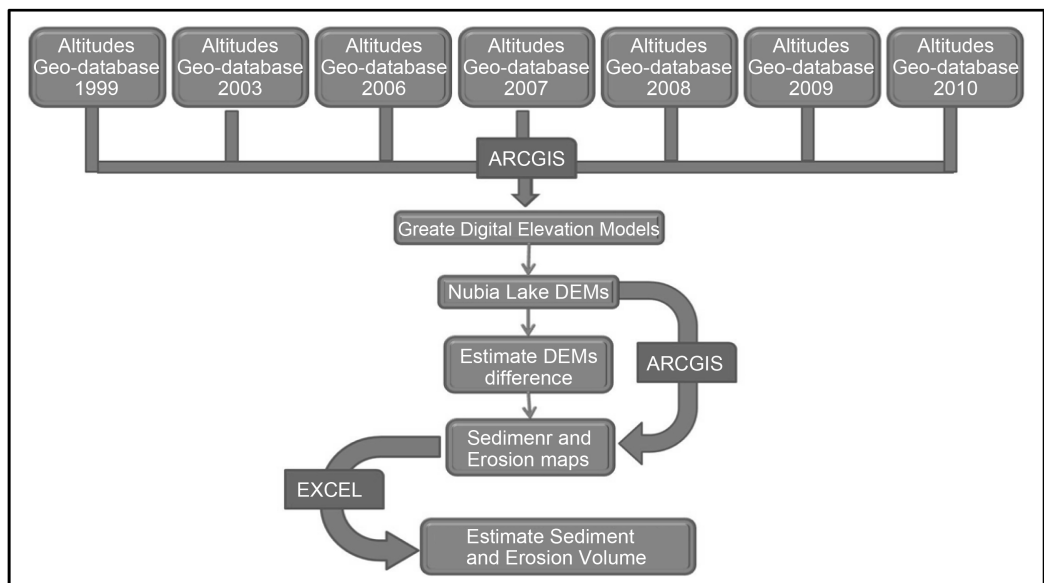 Altitudes
Geo-database
1999
Altitudes
Geo-database
2003
Altitudes
Geo-database
2006
Altitudes
Geo-database
2007
Altitudes
Geo-database
2008
Altitudes
Geo-database
2009
Altitudes
Geo-database
2010
ARCGIS
Greate Digital Elevation Models
Nubia Lake DEMs
Estimate DEMs
difference
ARCGIS
Sedimenr and
Erosion maps
EXCEL
Estimate Sediment
and Erosion Volume